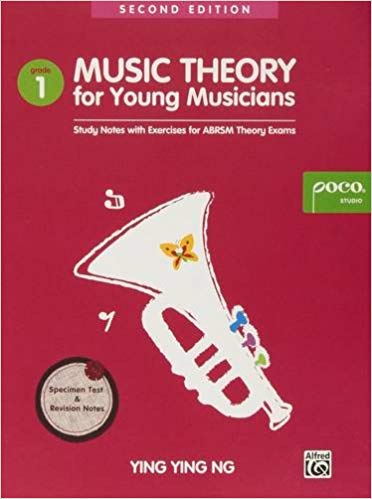 SECOND EDITION
grade
1
MUSIC THEORY
for Young Musicians
Study Notes with Exercises for ABRSM Theory Exams
poco
STUDIO
Specimen Test
&
Revision Notes
YING YING NG
Alfred